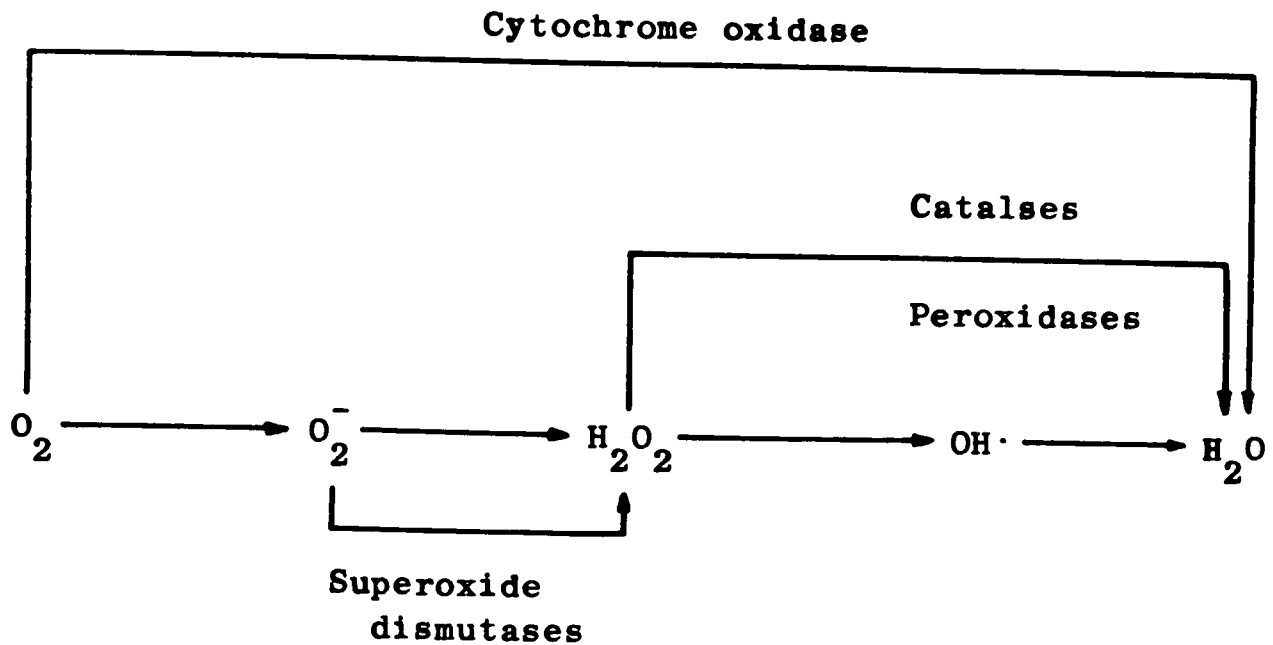 Cytochrome oxidase
Catalses
Peroxidases
O₂ O₂⁻ H₂O₂ OH· H₂O
Superoxide
dismutases